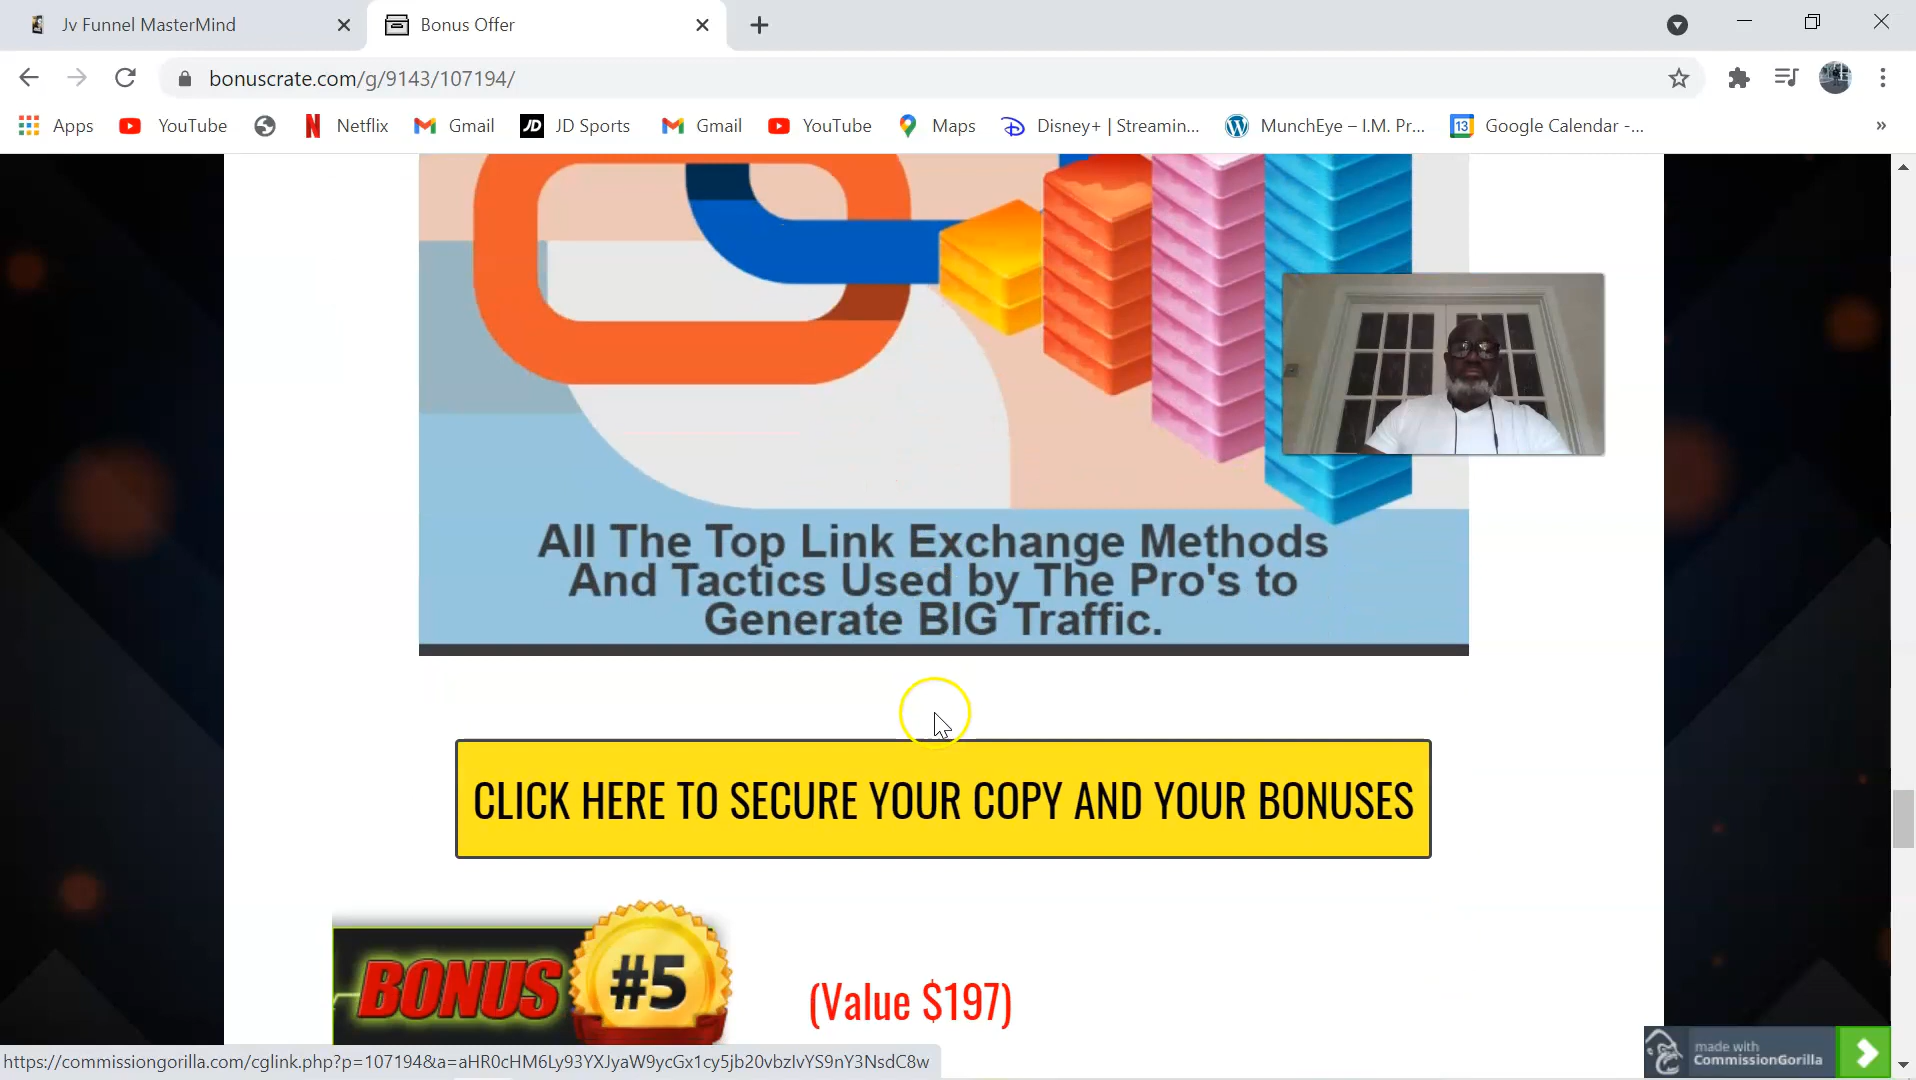 Jv Funnel MasterMind
Bonus Offer
bonuscrate.com/g/9143/107194/
Apps
YouTube
Netflix
JD
JD Sports
Gmail
Gmail
YouTube
Maps
Disney+ | Streamin...
MunchEye – I.M. Pr...
13
Google Calendar -...
»
All The Top Link Exchange Methods
And Tactics Used by The Pro's to
Generate BIG Traffic.
CLICK HERE TO SECURE YOUR COPY AND YOUR BONUSES
BONUS #5
(Value $197)
made with
CommissionGorilla
https://commissiongorilla.com/cglink.php?p=107194&a=aHR0cHM6Ly93YXJyaW9ycGx1cy5jb20vbzIvYS9nY3NsdC8w